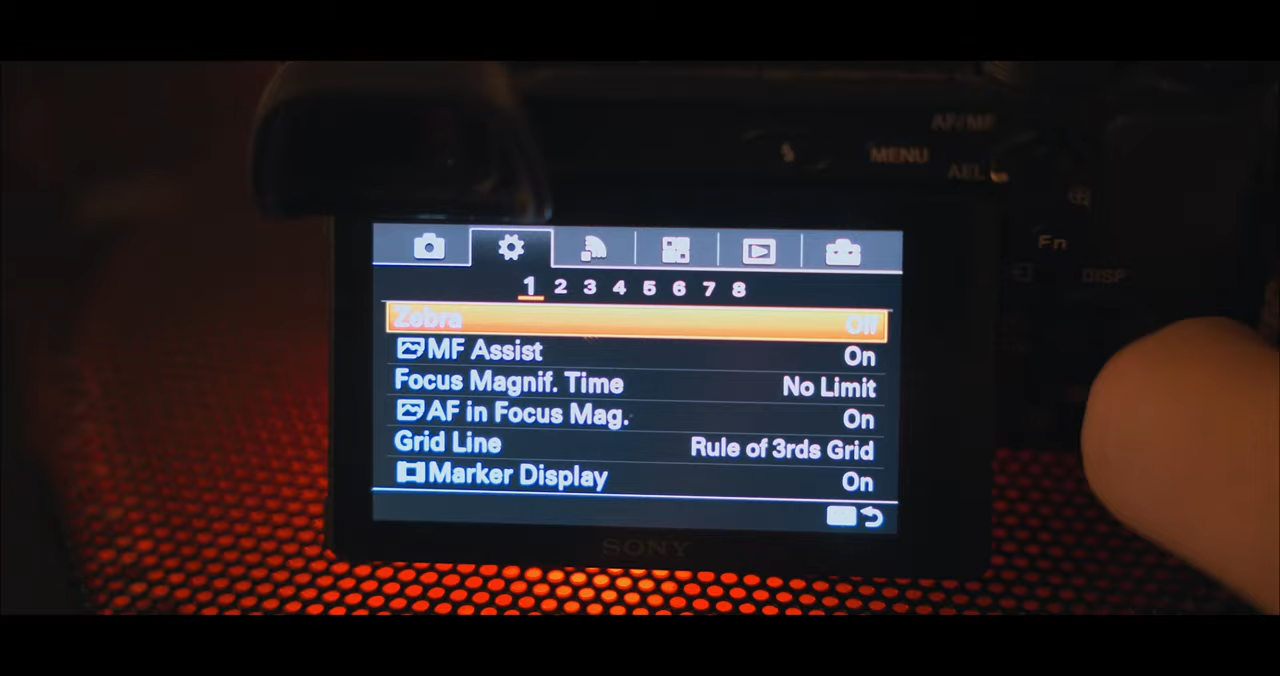 AF/MF
MENU
AEL
Fn
DISP
1 2 3 4 5 6 7 8
Zebra Off
MF Assist On
Focus Magnif. Time No Limit
AF in Focus Mag. On
Grid Line Rule of 3rds Grid
Marker Display On
SONY